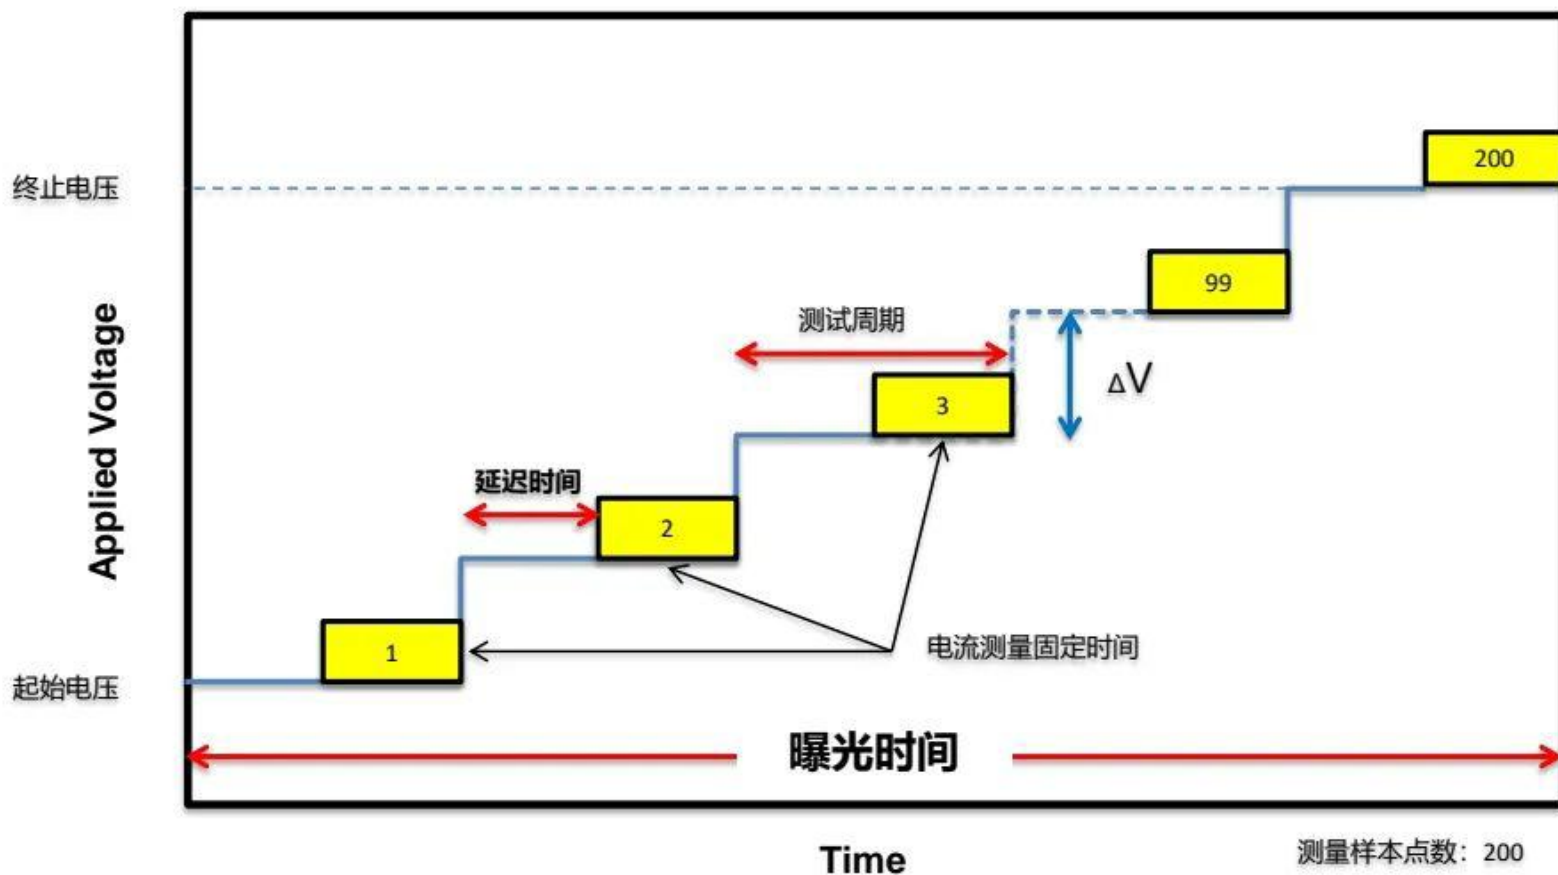 200
终止电压
99
测试周期
ΔV
3
Applied Voltage
延迟时间
2
1
电流测量固定时间
起始电压
曝光时间
Time
测量样本点数：200